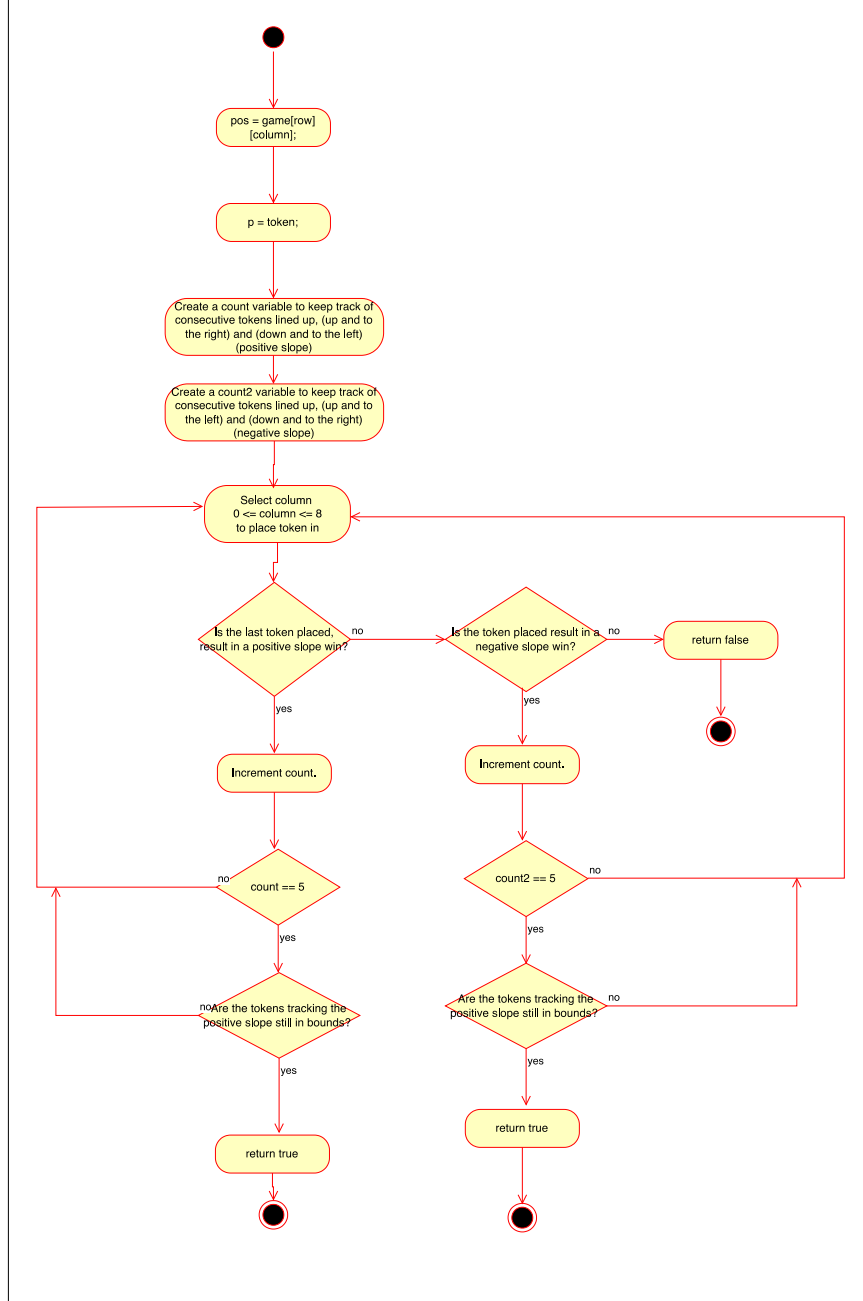 pos = game[row]
[column];
p = token;
Create a count variable to keep track of
consecutive tokens lined up, (up and to
the right) and (down and to the left)
(positive slope)
Create a count2 variable to keep track of
consecutive tokens lined up, (up and to
the left) and (down and to the right)
(negative slope)
Select column
0 <= column <= 8
to place token in
Is the last token placed,
result in a positive slope win?
no
Is the token placed result in a
negative slope win?
no
return false
yes
yes
Increment count.
Increment count.
no
count == 5
count2 == 5
no
yes
yes
no
Are the tokens tracking the
positive slope still in bounds?
Are the tokens tracking the
positive slope still in bounds?
no
yes
yes
return true
return true